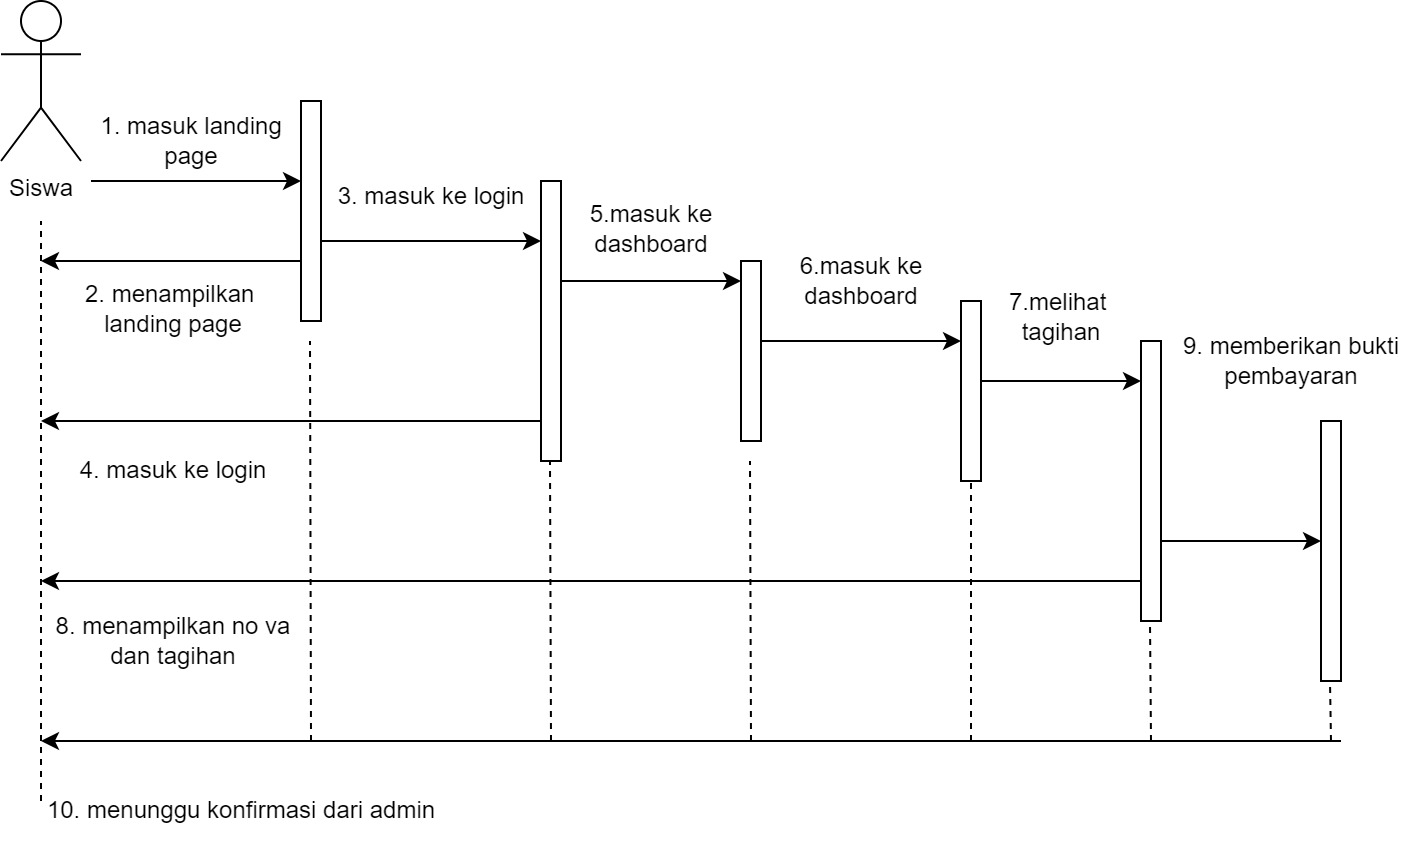 1. masuk landing
page
Siswa
3. masuk ke login
5.masuk ke
dashboard
6.masuk ke
dashboard
2. menampilkan
landing page
7.melihat
tagihan
9. memberikan bukti
pembayaran
4. masuk ke login
8. menampilkan no va
dan tagihan
10. menunggu konfirmasi dari admin